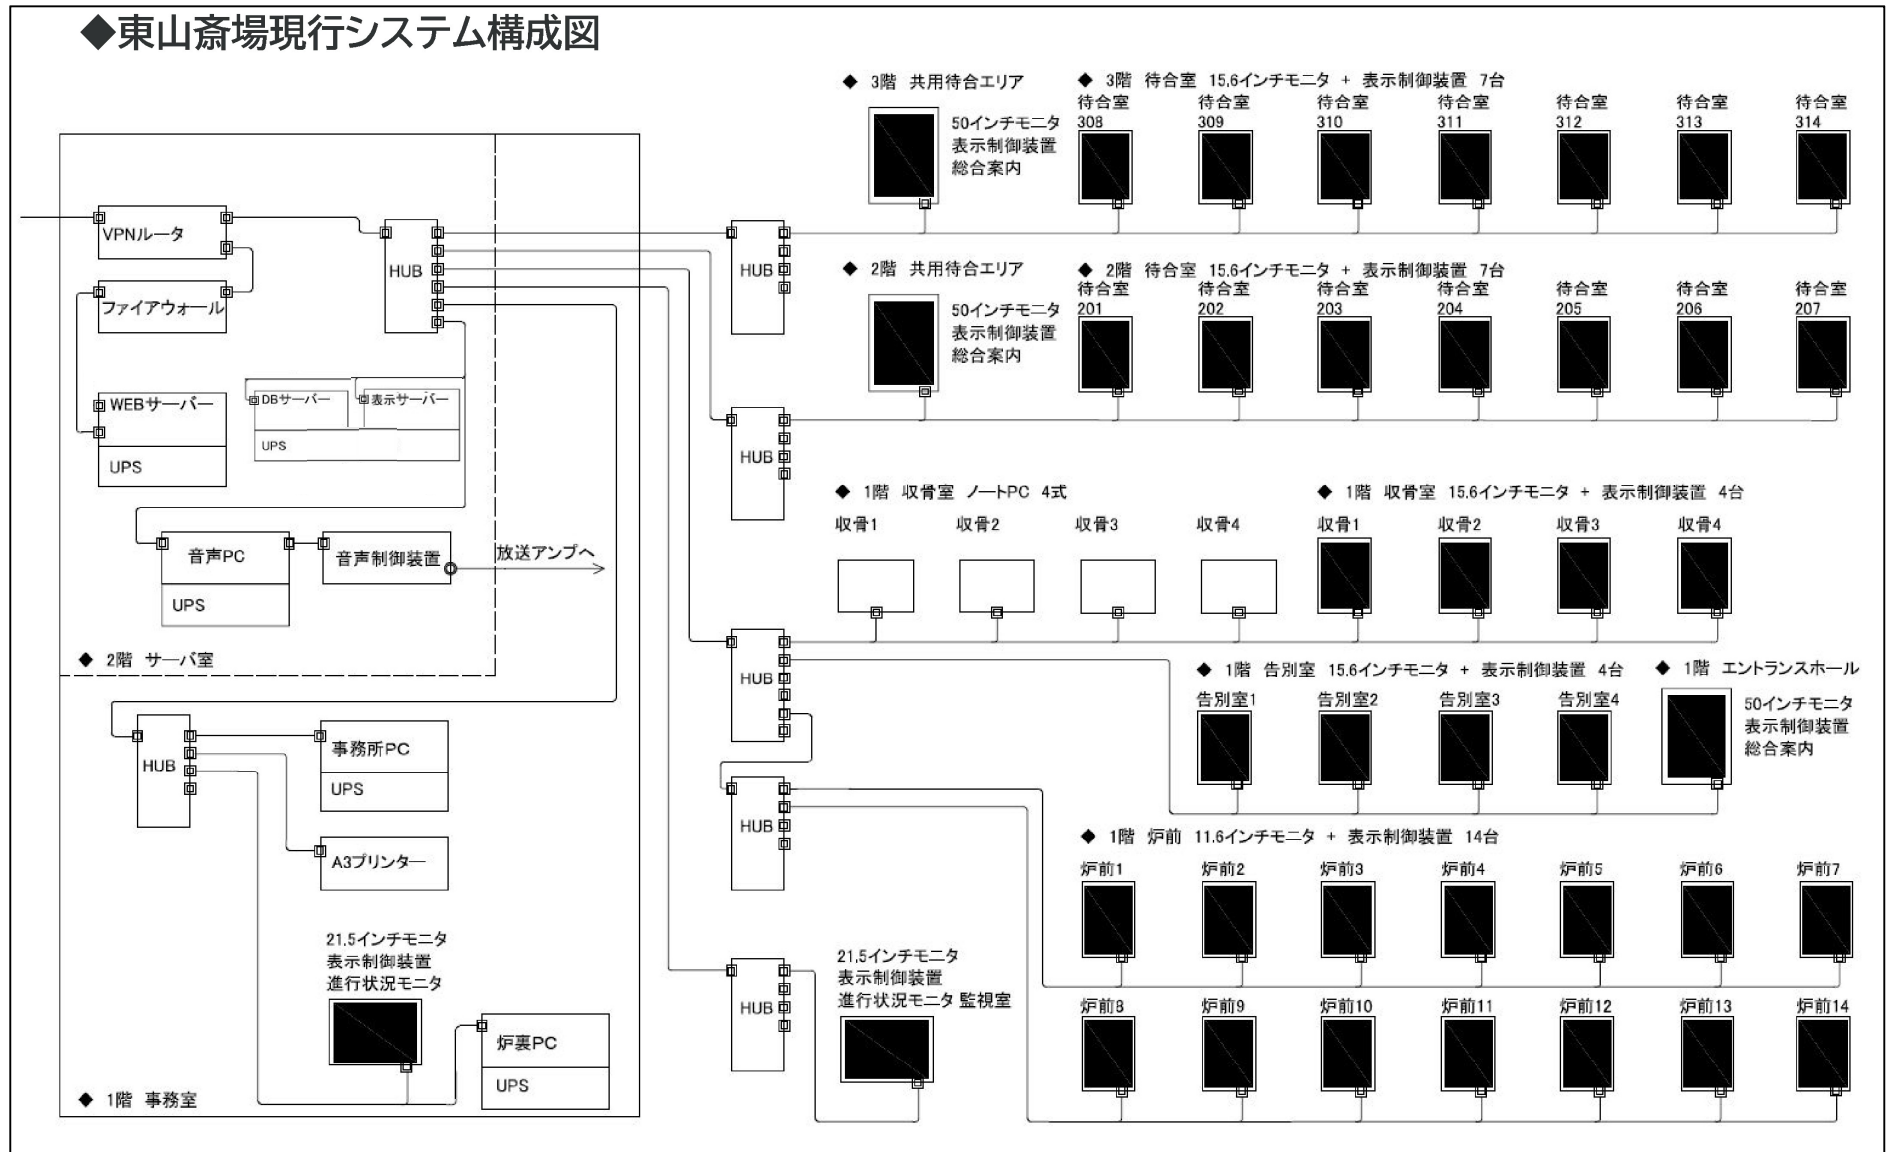 ◆東山斎場現行システム構成図
◆ 3階 共用待合エリア
50インチモニタ
表示制御装置
総合案内
◆ 3階 待合室 15.6インチモニタ + 表示制御装置 7台
待合室
308
待合室
309
待合室
310
待合室
311
待合室
312
待合室
313
待合室
314
VPNルータ
HUB
HUB
ファイアウォール
◆ 2階 共用待合エリア
50インチモニタ
表示制御装置
総合案内
◆ 2階 待合室 15.6インチモニタ + 表示制御装置 7台
待合室
201
待合室
202
待合室
203
待合室
204
待合室
205
待合室
206
待合室
207
WEBサーバー
UPS
DBサーバー
表示サーバー
UPS
HUB
音声PC
UPS
音声制御装置
放送アンプへ
◆ 2階 サーバ室
◆ 1階 収骨室 ノートPC 4式
収骨1
収骨2
収骨3
収骨4
◆ 1階 収骨室 15.6インチモニタ + 表示制御装置 4台
収骨1
収骨2
収骨3
収骨4
HUB
◆ 1階 告別室 15.6インチモニタ + 表示制御装置 4台
告別室1
告別室2
告別室3
告別室4
◆ 1階 エントランスホール
50インチモニタ
表示制御装置
総合案内
HUB
事務所PC
UPS
A3プリンター
HUB
◆ 1階 炉前 11.6インチモニタ + 表示制御装置 14台
炉前1
炉前2
炉前3
炉前4
炉前5
炉前6
炉前7
炉前8
炉前9
炉前10
炉前11
炉前12
炉前13
炉前14
21.5インチモニタ
表示制御装置
進行状況モニタ
炉裏PC
UPS
◆ 1階 事務室
HUB
21.5インチモニタ
表示制御装置
進行状況モニタ 監視室